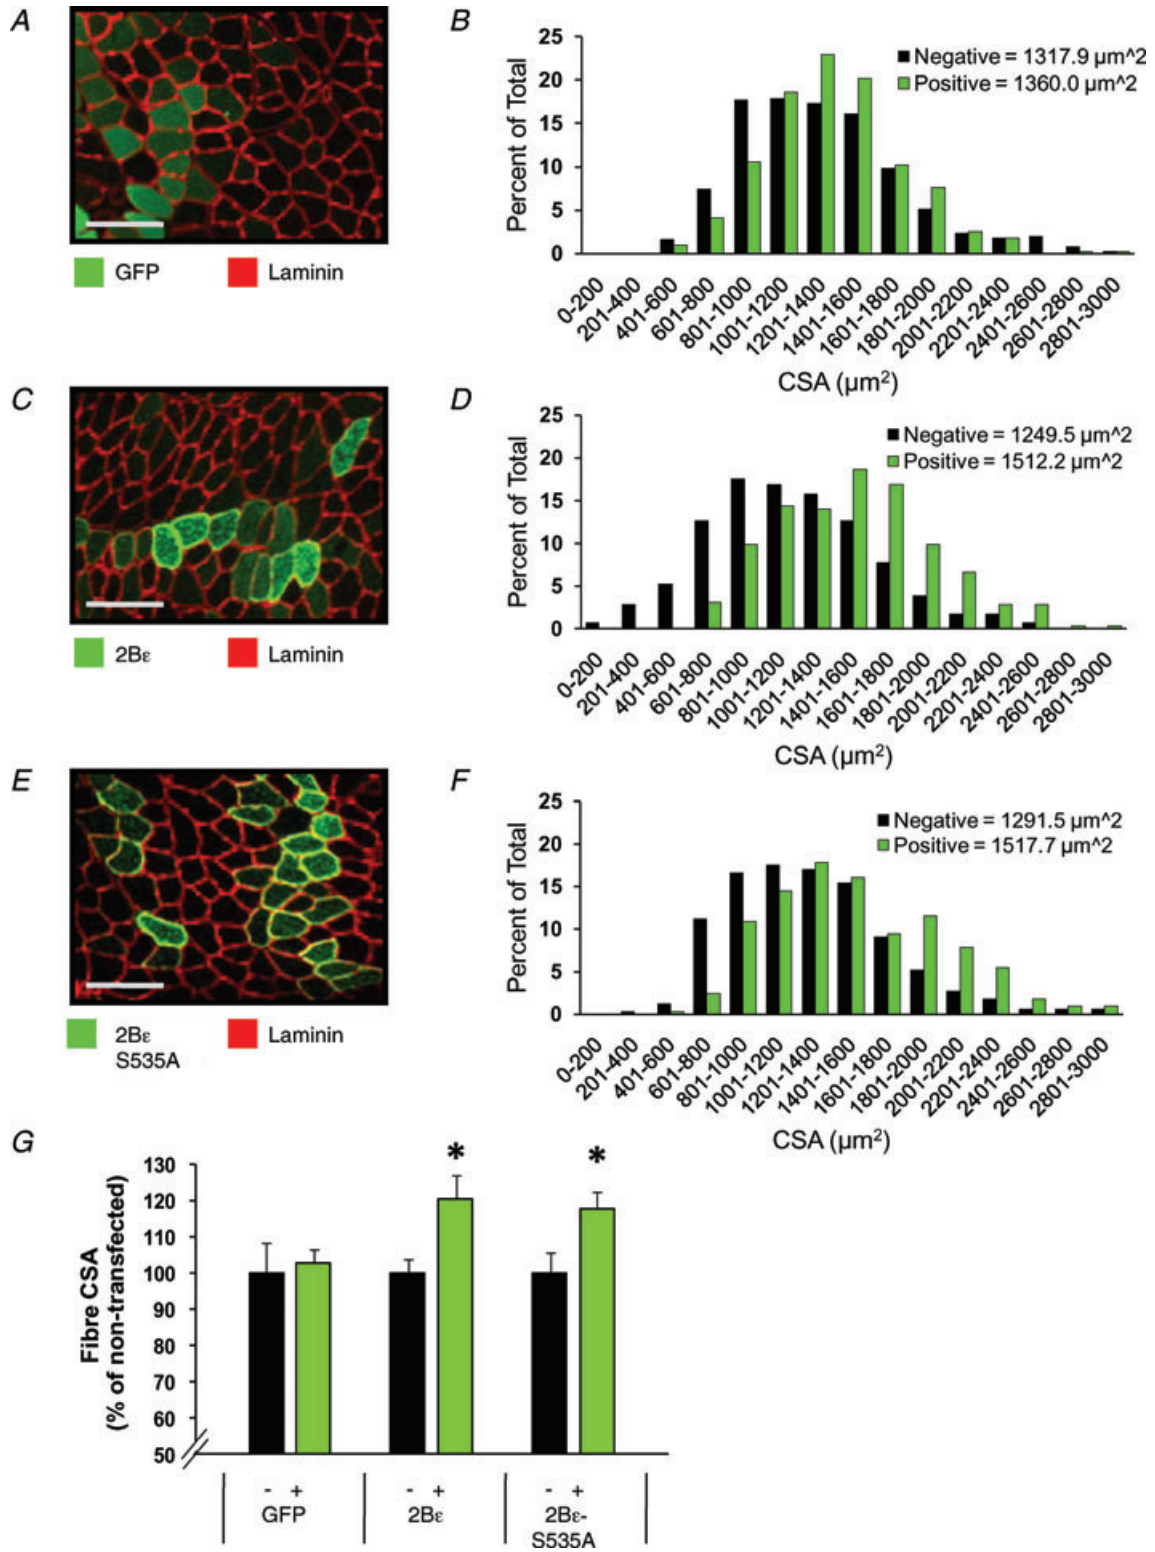 A
GFP Laminin
B
Percent of Total
25
20
15
10
5
0
Negative = 1317.9 µm^2
Positive = 1360.0 µm^2
0-200
201-400
401-600
601-800
801-1000
1001-1200
1201-1400
1401-1600
1601-1800
1801-2000
2001-2200
2201-2400
2401-2600
2601-2800
2801-3000
CSA (µm²)
C
2Bε Laminin
D
Percent of Total
25
20
15
10
5
0
Negative = 1249.5 µm^2
Positive = 1512.2 µm^2
0-200
201-400
401-600
601-800
801-1000
1001-1200
1201-1400
1401-1600
1601-1800
1801-2000
2001-2200
2201-2400
2401-2600
2601-2800
2801-3000
CSA (µm²)
E
2Bε Laminin
S535A
F
Percent of Total
25
20
15
10
5
0
Negative = 1291.5 µm^2
Positive = 1517.7 µm^2
0-200
201-400
401-600
601-800
801-1000
1001-1200
1201-1400
1401-1600
1601-1800
1801-2000
2001-2200
2201-2400
2401-2600
2601-2800
2801-3000
CSA (µm²)
G
Fibre CSA
(% of non-transfected)
130
120
110
100
90
80
70
60
50
* *
- + - + - +
GFP 2Bε 2Bε-
S535A